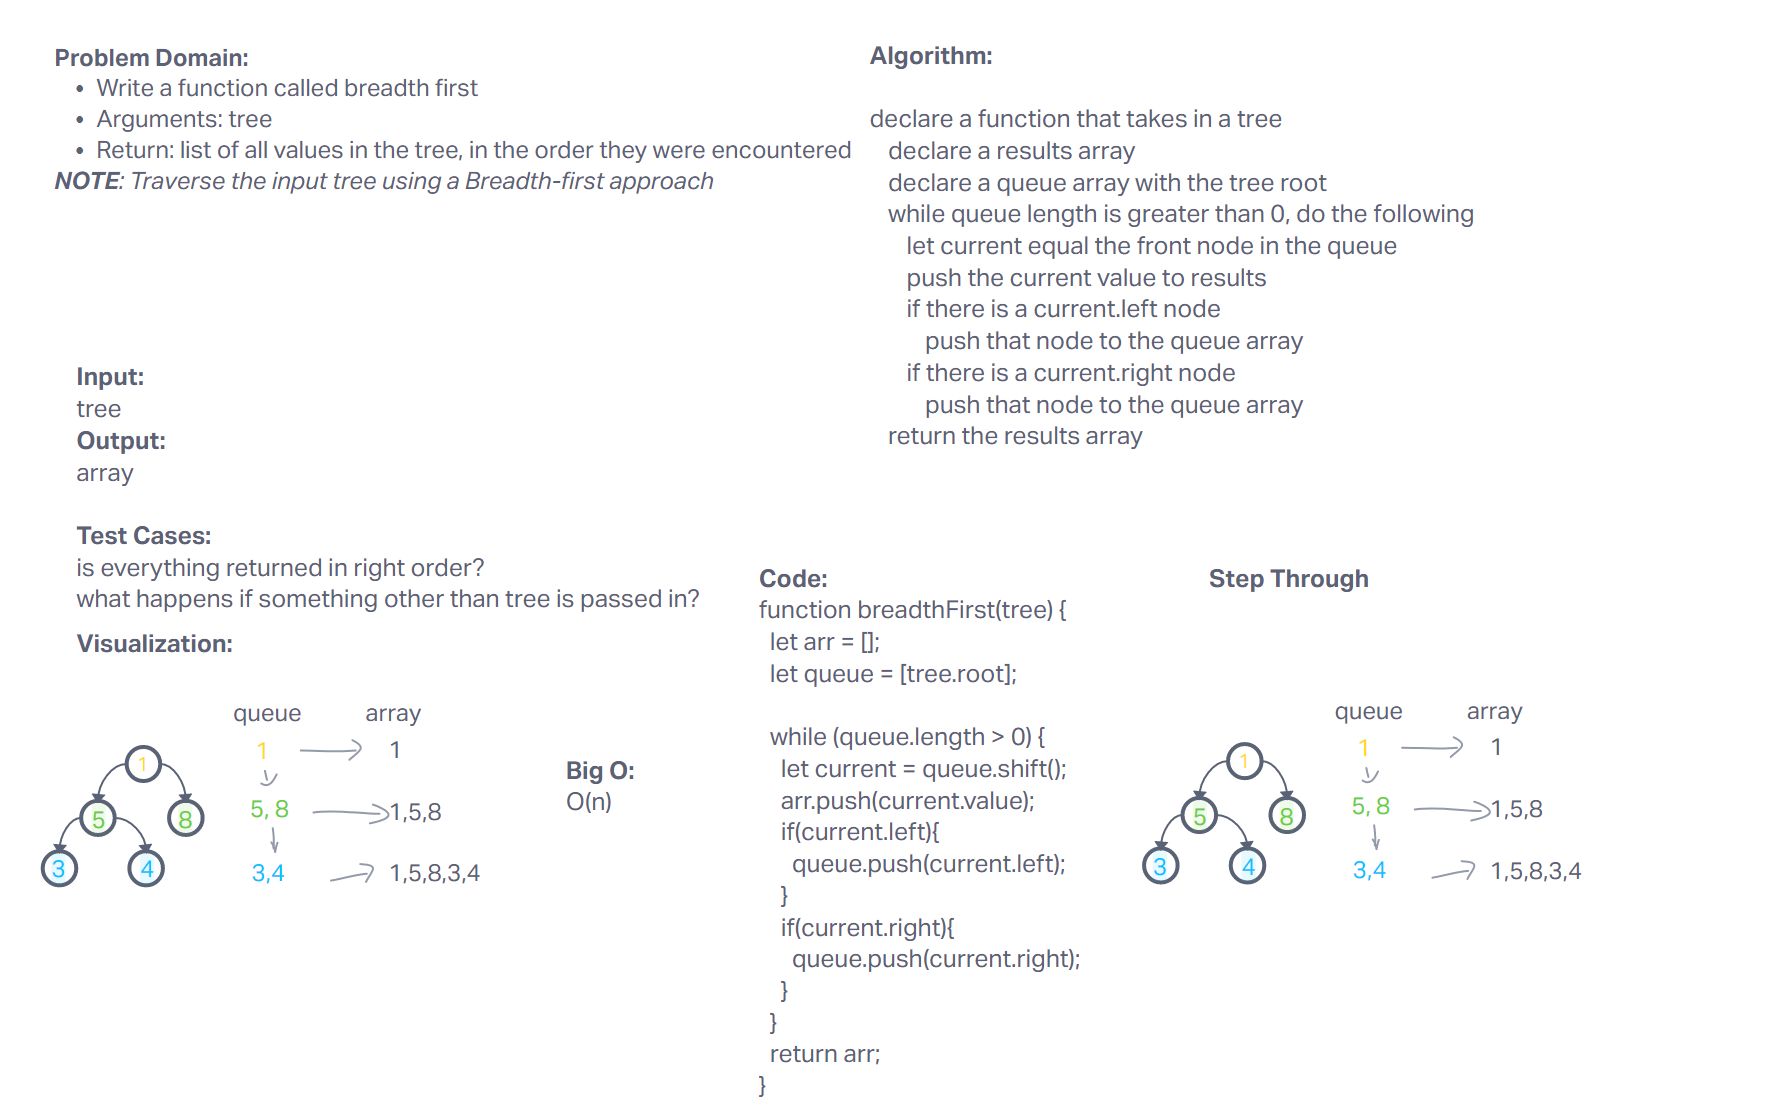 Problem Domain:
• Write a function called breadth first
• Arguments: tree
• Return: list of all values in the tree, in the order they were encountered
NOTE: Traverse the input tree using a Breadth-first approach
Algorithm:
declare a function that takes in a tree
declare a results array
declare a queue array with the tree root
while queue length is greater than 0, do the following
let current equal the front node in the queue
push the current value to results
if there is a current.left node
push that node to the queue array
if there is a current.right node
push that node to the queue array
return the results array
Input:
tree
Output:
array
Test Cases:
is everything returned in right order?
what happens if something other than tree is passed in?
Visualization:
queue array
1 1
5, 8 1,5,8
3,4 1,5,8,3,4
1
5 8
3 4
Big O:
O(n)
Code:
function breadthFirst(tree) {
let arr = [];
let queue = [tree.root];
while (queue.length > 0) {
let current = queue.shift();
arr.push(current.value);
if(current.left){
queue.push(current.left);
}
if(current.right){
queue.push(current.right);
}
}
return arr;
}
Step Through
queue array
1 1
5, 8 1,5,8
3,4 1,5,8,3,4
1
5 8
3 4